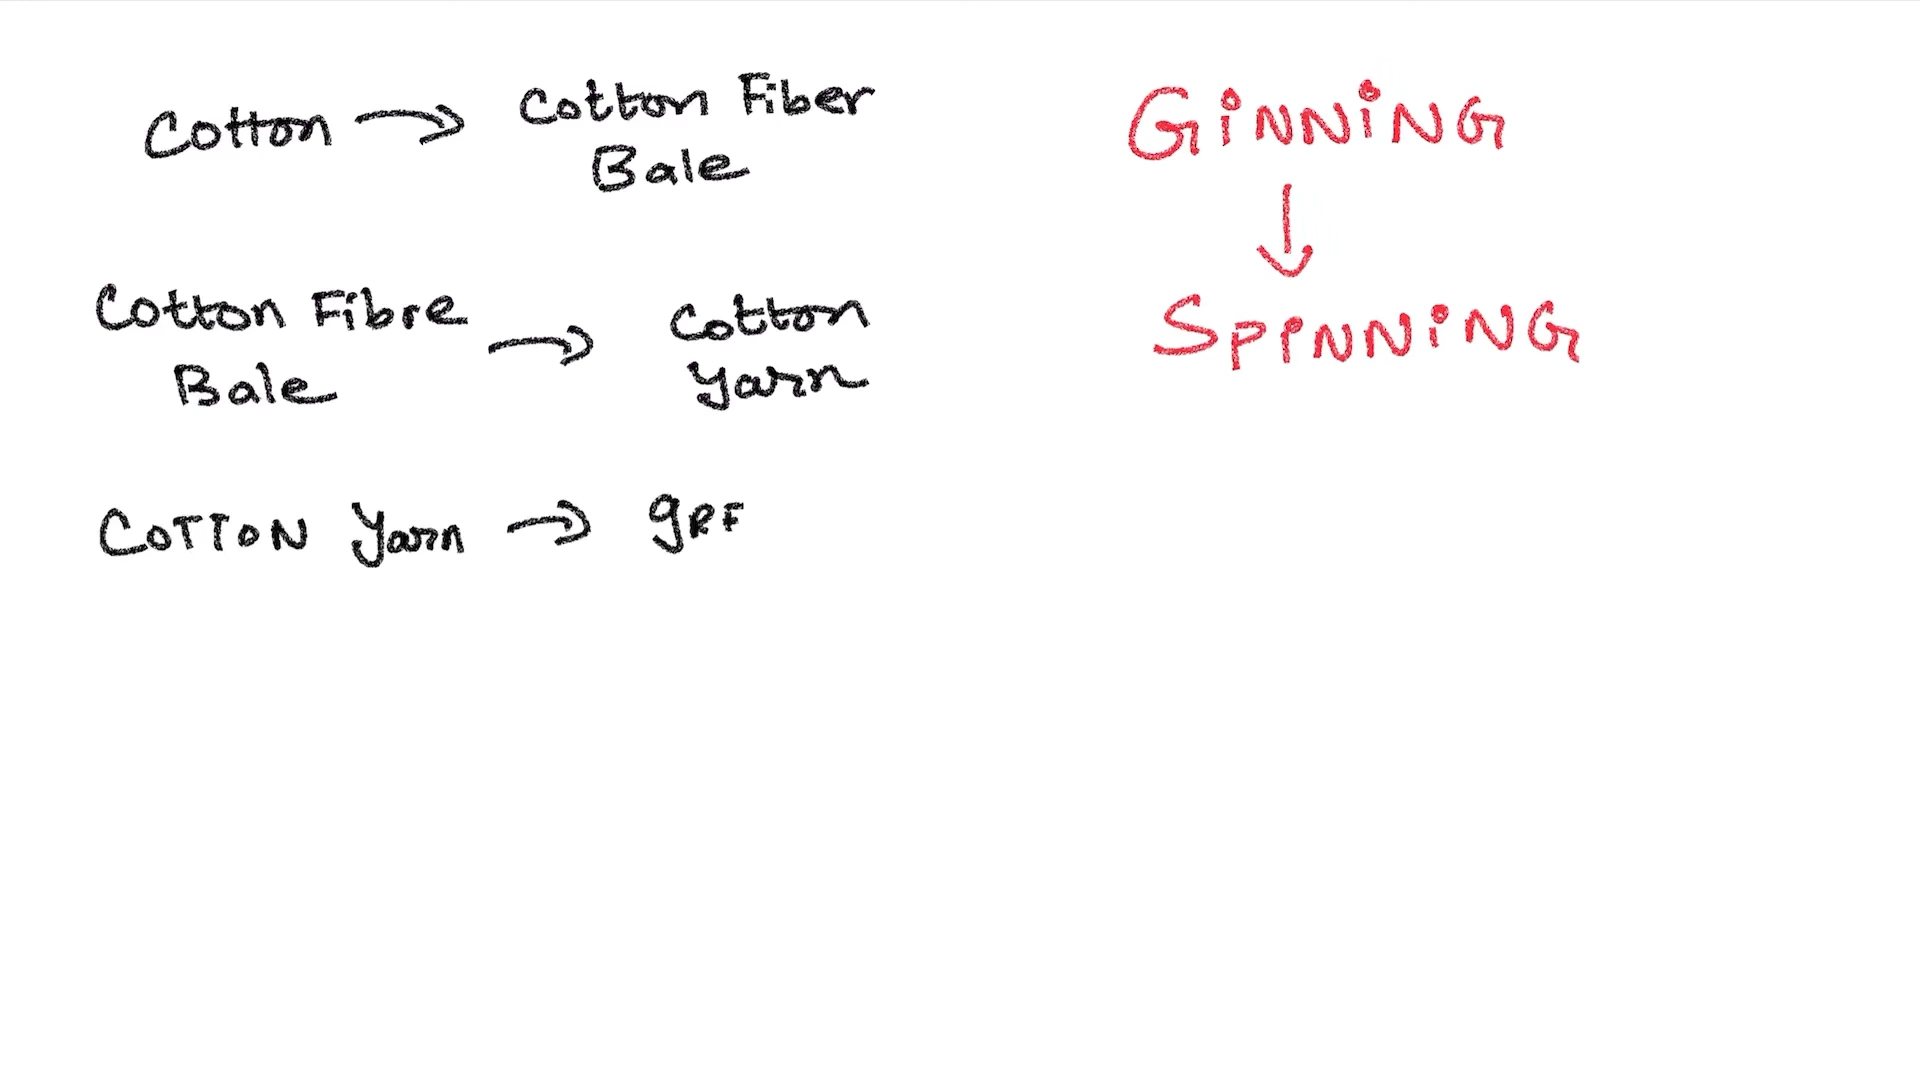 Cotton → Cotton Fiber
Bale
GiNNiNG
↓
Cotton Fibre
Bale → Cotton
Yarn
SPiNNiNG
COTTON Yarn → gRF